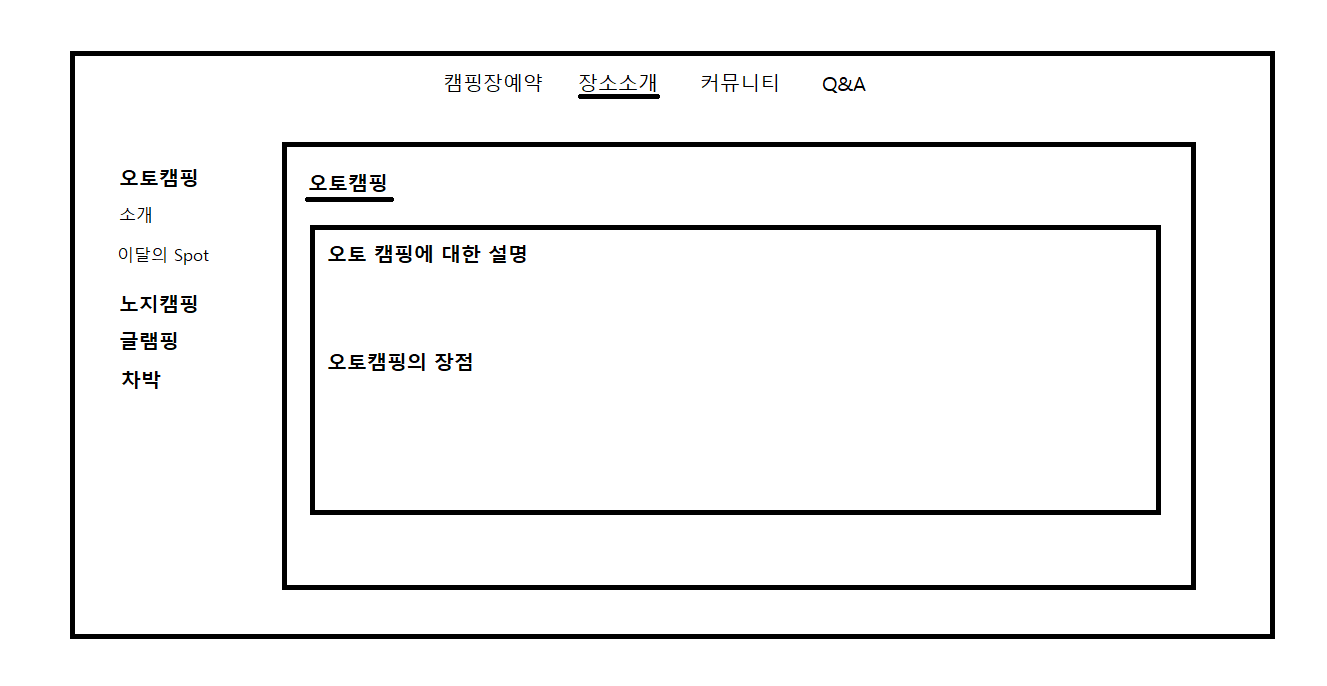 캠핑장예약 장소소개 커뮤니티 Q&A
오토캠핑
소개
이달의 Spot
노지캠핑
글램핑
차박
오토캠핑
오토 캠핑에 대한 설명
오토캠핑의 장점